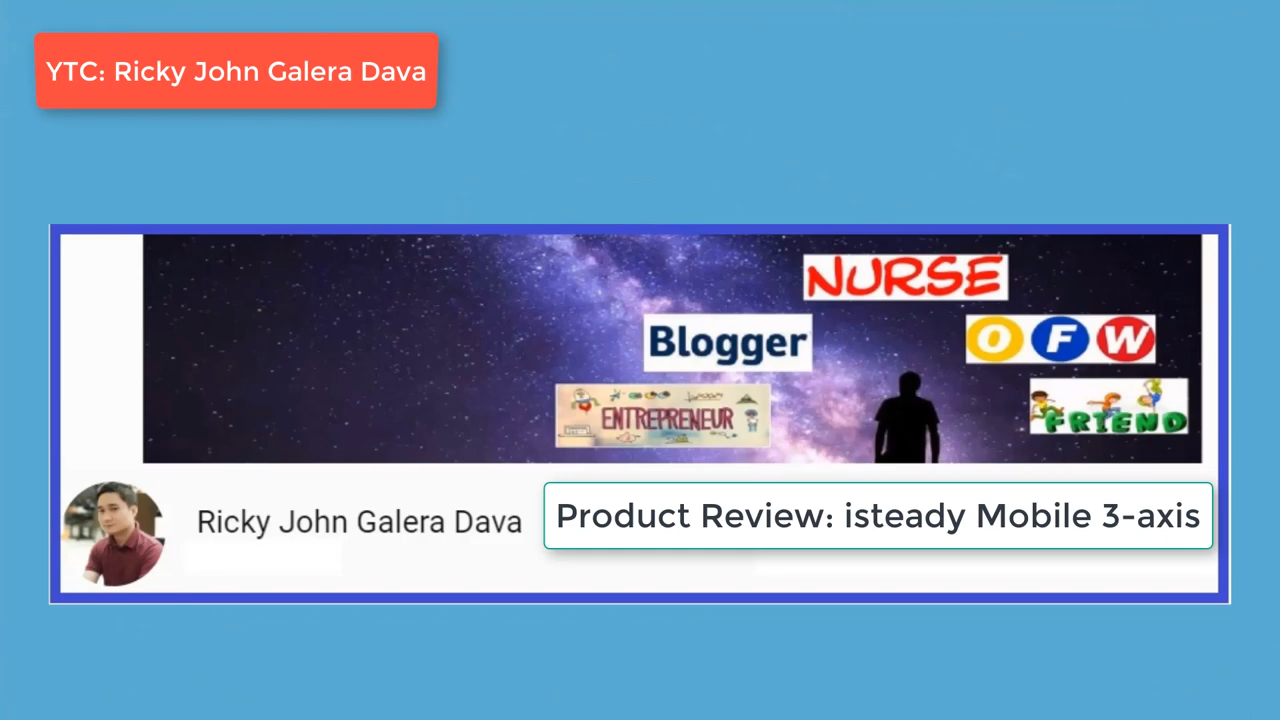 YTC: Ricky John Galera Dava
NURSE
Blogger
OFW
ENTREPRENEUR
FRIEND
Ricky John Galera Dava
Product Review: isteady Mobile 3-axis